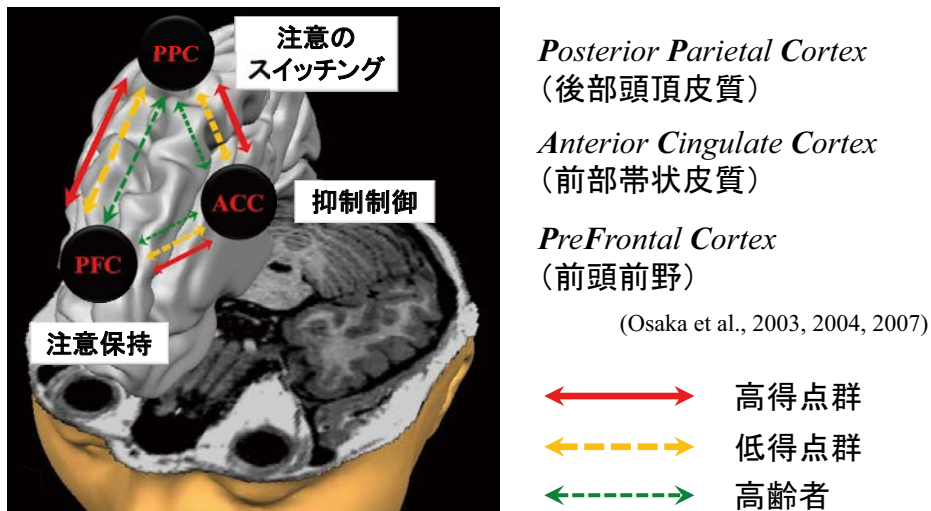 PPC
注意の
スイッチング
ACC
抑制制御
PFC
注意保持
Posterior Parietal Cortex
(後部頭頂皮質)
Anterior Cingulate Cortex
(前部帯状皮質)
PreFrontal Cortex
(前頭前野)
(Osaka et al., 2003, 2004, 2007)
高得点群
低得点群
高齢者